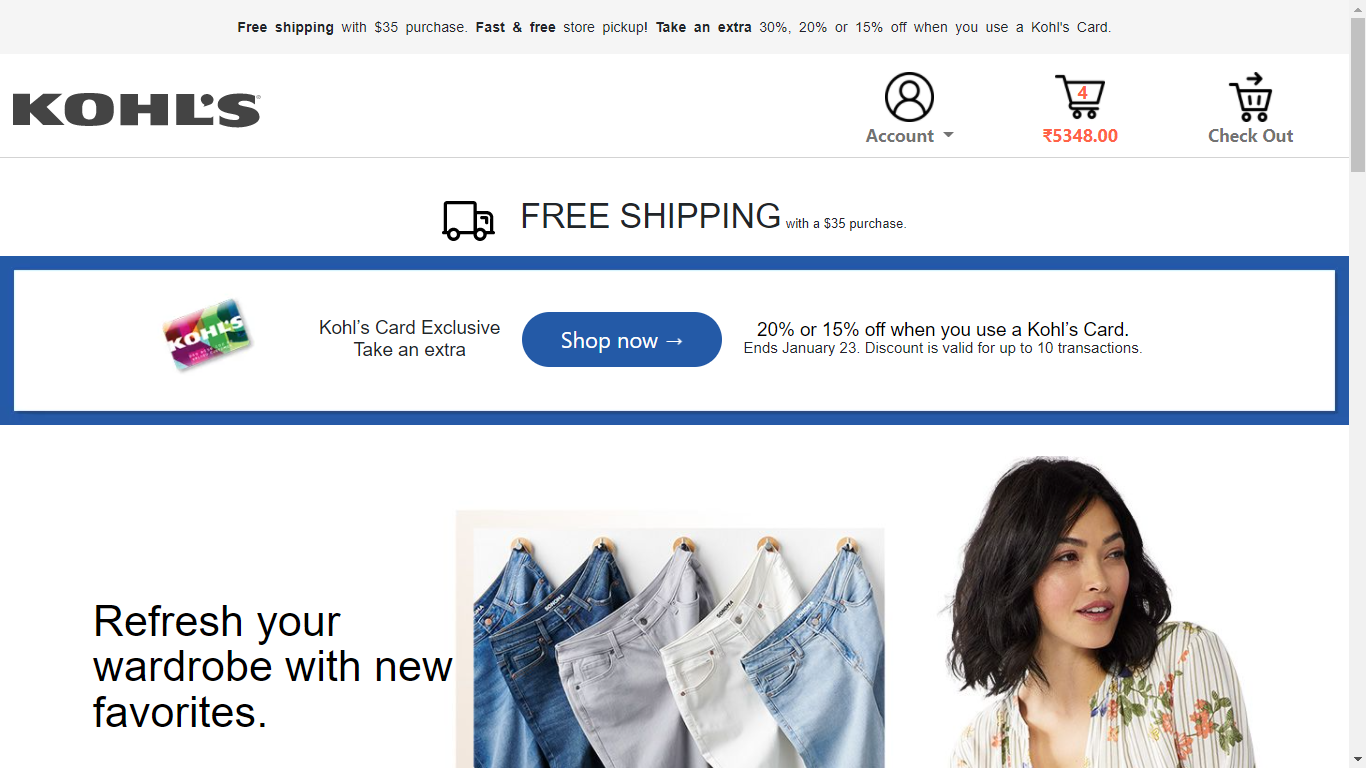 Free shipping with $35 purchase. Fast & free store pickup! Take an extra 30%, 20% or 15% off when you use a Kohl's Card.
KOHL'S
4
Account
₹5348.00
Check Out
FREE SHIPPING with a $35 purchase.
KOHL'S
Kohl’s Card Exclusive
Take an extra
Shop now →
20% or 15% off when you use a Kohl’s Card.
Ends January 23. Discount is valid for up to 10 transactions.
SONOMA
SONOMA
SONOMA
Refresh your
wardrobe with new
favorites.